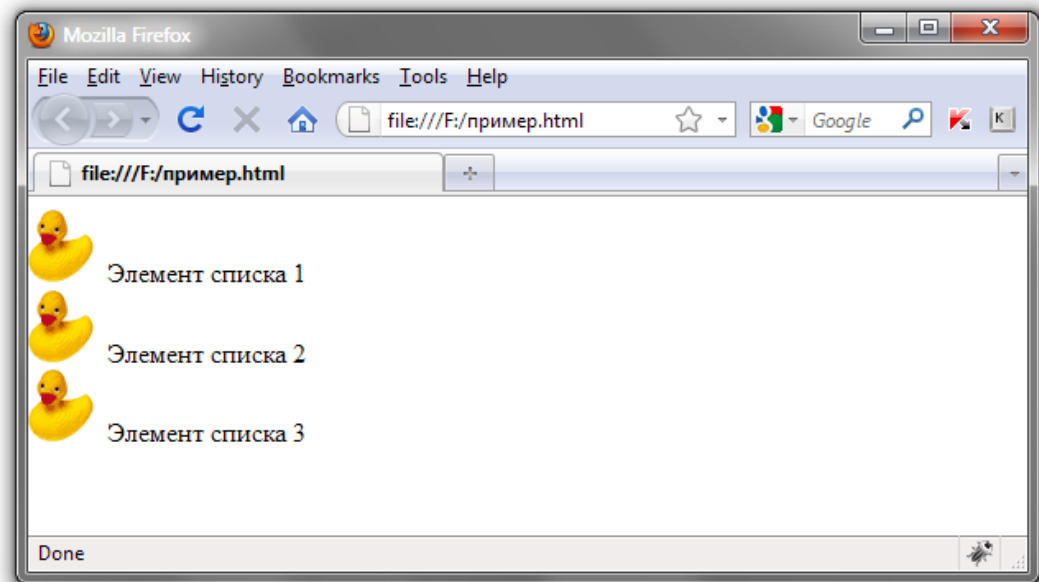 Mozilla Firefox
File Edit View History Bookmarks Tools Help
file:///F:/пример.html
Google
K
file:///F:/пример.html
Элемент списка 1
Элемент списка 2
Элемент списка 3
Done